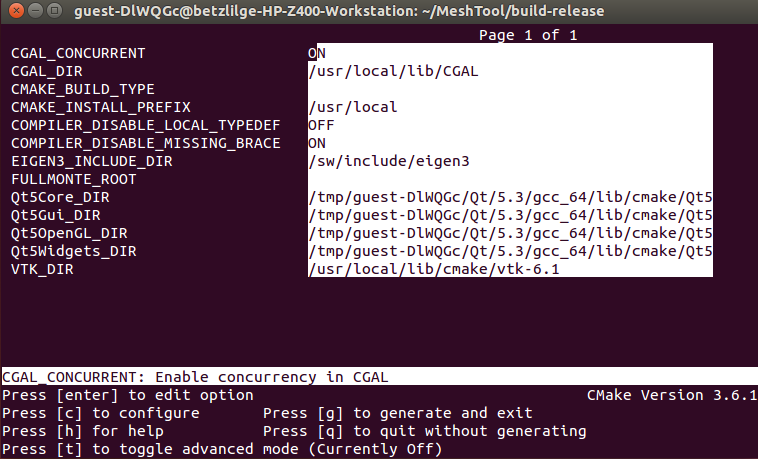 guest-DlWQGc@betzlilge-HP-Z400-Workstation: ~/MeshTool/build-release
Page 1 of 1
CGAL_CONCURRENT ON
CGAL_DIR /usr/local/lib/CGAL
CMAKE_BUILD_TYPE
CMAKE_INSTALL_PREFIX /usr/local
COMPILER_DISABLE_LOCAL_TYPEDEF OFF
COMPILER_DISABLE_MISSING_BRACE ON
EIGEN3_INCLUDE_DIR /sw/include/eigen3
FULLMONTE_ROOT
Qt5Core_DIR /tmp/guest-DlWQGc/Qt/5.3/gcc_64/lib/cmake/Qt5
Qt5Gui_DIR /tmp/guest-DlWQGc/Qt/5.3/gcc_64/lib/cmake/Qt5
Qt5OpenGL_DIR /tmp/guest-DlWQGc/Qt/5.3/gcc_64/lib/cmake/Qt5
Qt5Widgets_DIR /tmp/guest-DlWQGc/Qt/5.3/gcc_64/lib/cmake/Qt5
VTK_DIR /usr/local/lib/cmake/vtk-6.1
CGAL_CONCURRENT: Enable concurrency in CGAL
Press [enter] to edit option CMake Version 3.6.1
Press [c] to configure Press [g] to generate and exit
Press [h] for help Press [q] to quit without generating
Press [t] to toggle advanced mode (Currently Off)